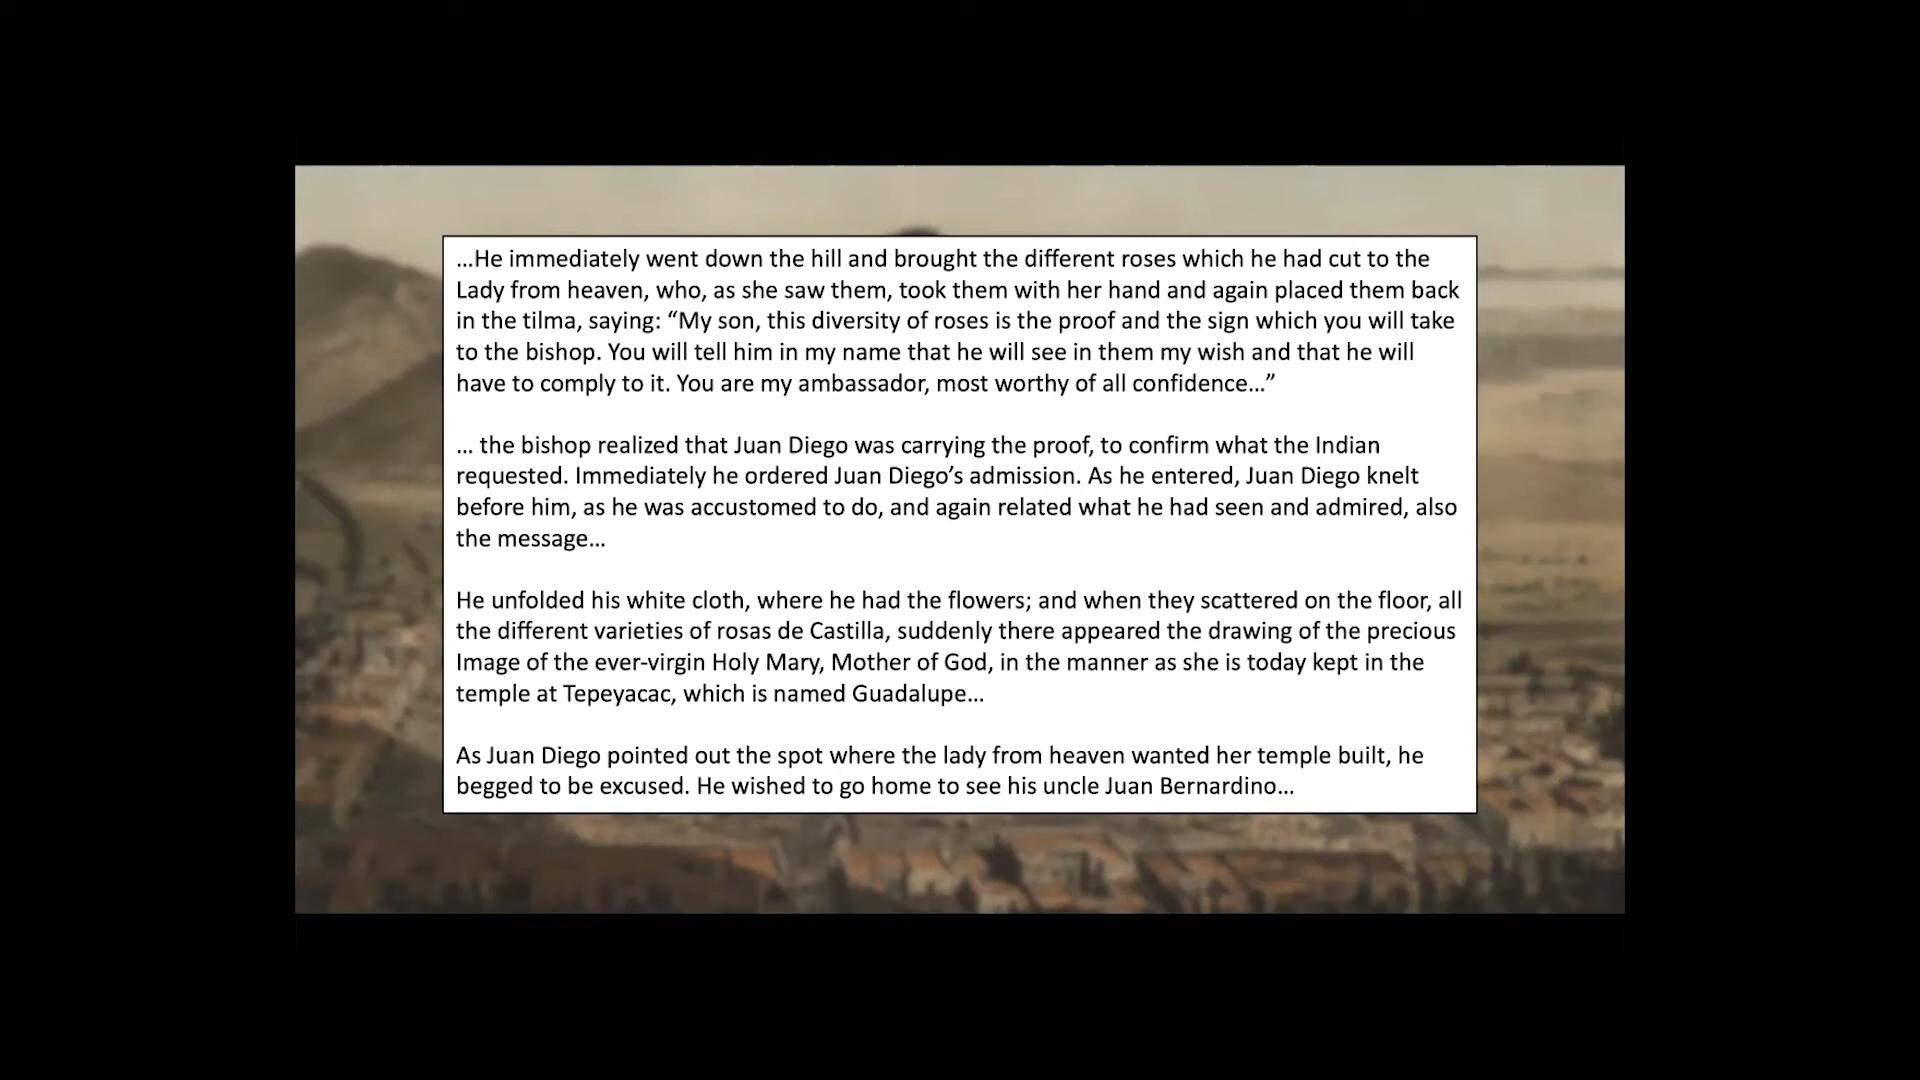 …He immediately went down the hill and brought the different roses which he had cut to the
Lady from heaven, who, as she saw them, took them with her hand and again placed them back
in the tilma, saying: “My son, this diversity of roses is the proof and the sign which you will take
to the bishop. You will tell him in my name that he will see in them my wish and that he will
have to comply to it. You are my ambassador, most worthy of all confidence…”
… the bishop realized that Juan Diego was carrying the proof, to confirm what the Indian
requested. Immediately he ordered Juan Diego’s admission. As he entered, Juan Diego knelt
before him, as he was accustomed to do, and again related what he had seen and admired, also
the message…
He unfolded his white cloth, where he had the flowers; and when they scattered on the floor, all
the different varieties of rosas de Castilla, suddenly there appeared the drawing of the precious
Image of the ever-virgin Holy Mary, Mother of God, in the manner as she is today kept in the
temple at Tepeyacac, which is named Guadalupe…
As Juan Diego pointed out the spot where the lady from heaven wanted her temple built, he
begged to be excused. He wished to go home to see his uncle Juan Bernardino…